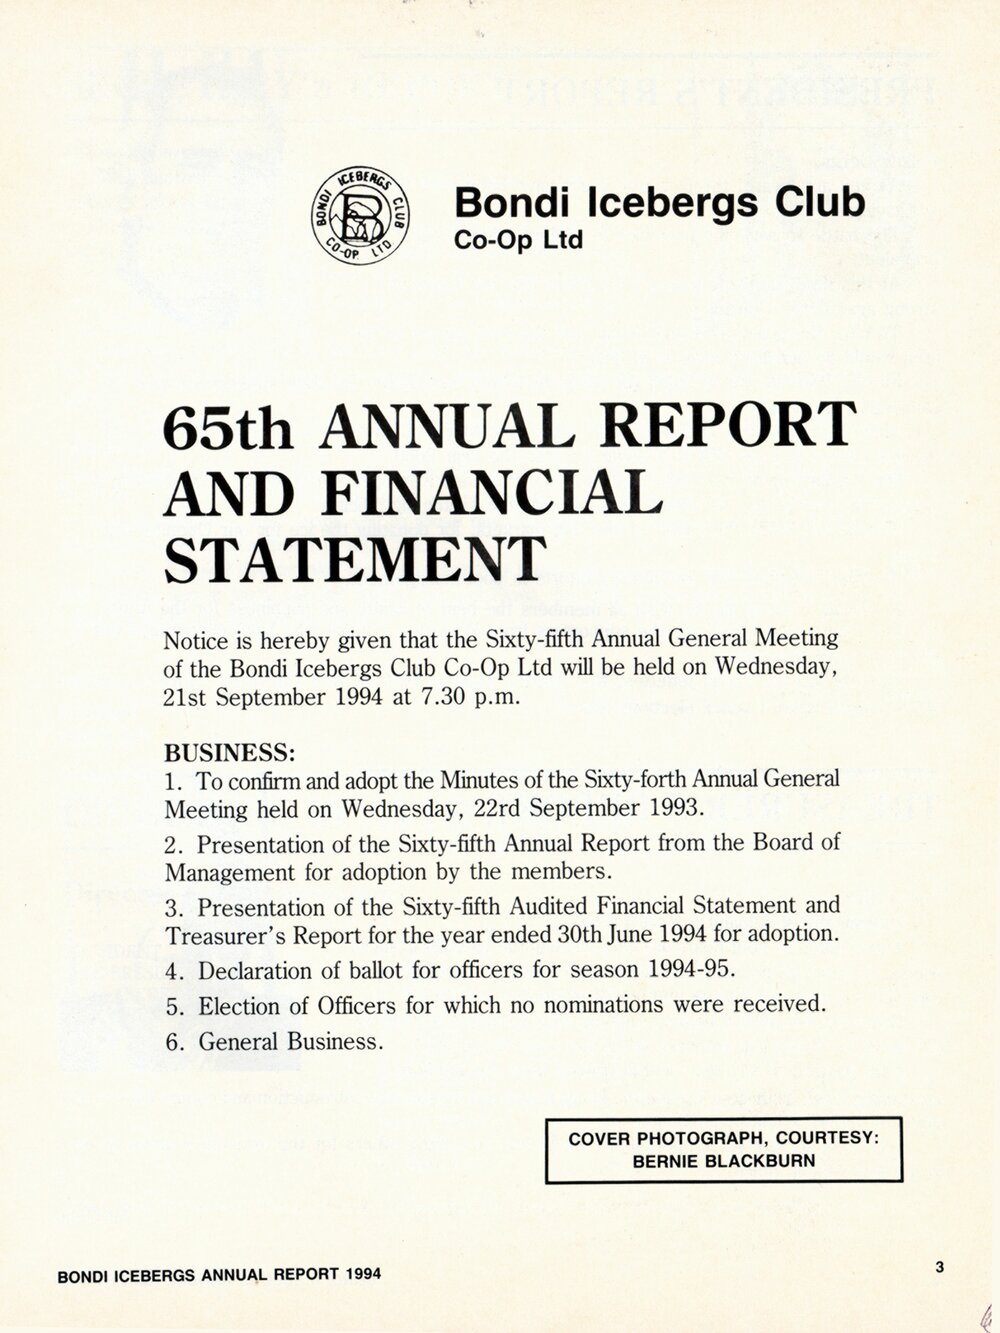 BONDI ICEBERGS CLUB
CO-OP. LTD
B
Bondi Icebergs Club
Co-Op Ltd
65th ANNUAL REPORT
AND FINANCIAL
STATEMENT
Notice is hereby given that the Sixty-fifth Annual General Meeting
of the Bondi Icebergs Club Co-Op Ltd will be held on Wednesday,
21st September 1994 at 7.30 p.m.
BUSINESS:
1. To confirm and adopt the Minutes of the Sixty-forth Annual General
Meeting held on Wednesday, 22rd September 1993.
2. Presentation of the Sixty-fifth Annual Report from the Board of
Management for adoption by the members.
3. Presentation of the Sixty-fifth Audited Financial Statement and
Treasurer's Report for the year ended 30th June 1994 for adoption.
4. Declaration of ballot for officers for season 1994-95.
5. Election of Officers for which no nominations were received.
6. General Business.
COVER PHOTOGRAPH, COURTESY:
BERNIE BLACKBURN
BONDI ICEBERGS ANNUAL REPORT 1994
3